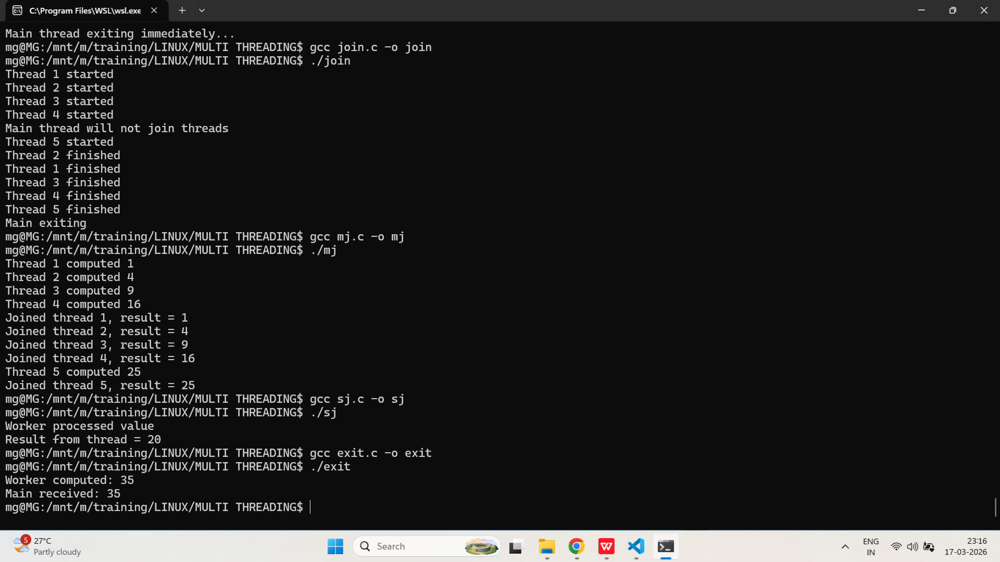 C:\Program Files\WSL\wsl.exe
Main thread exiting immediately...
mg@MG:/mnt/m/training/LINUX/MULTI THREADING$ gcc join.c -o join
mg@MG:/mnt/m/training/LINUX/MULTI THREADING$ ./join
Thread 1 started
Thread 2 started
Thread 3 started
Thread 4 started
Main thread will not join threads
Thread 5 started
Thread 2 finished
Thread 1 finished
Thread 3 finished
Thread 4 finished
Thread 5 finished
Main exiting
mg@MG:/mnt/m/training/LINUX/MULTI THREADING$ gcc mj.c -o mj
mg@MG:/mnt/m/training/LINUX/MULTI THREADING$ ./mj
Thread 1 computed 1
Thread 2 computed 4
Thread 3 computed 9
Thread 4 computed 16
Joined thread 1, result = 1
Joined thread 2, result = 4
Joined thread 3, result = 9
Joined thread 4, result = 16
Thread 5 computed 25
Joined thread 5, result = 25
mg@MG:/mnt/m/training/LINUX/MULTI THREADING$ gcc sj.c -o sj
mg@MG:/mnt/m/training/LINUX/MULTI THREADING$ ./sj
Worker processed value
Result from thread = 20
mg@MG:/mnt/m/training/LINUX/MULTI THREADING$ gcc exit.c -o exit
mg@MG:/mnt/m/training/LINUX/MULTI THREADING$ ./exit
Worker computed: 35
Main received: 35
mg@MG:/mnt/m/training/LINUX/MULTI THREADING$
5
27°C
Partly cloudy
Search
ENG
IN
23:16
17-03-2026